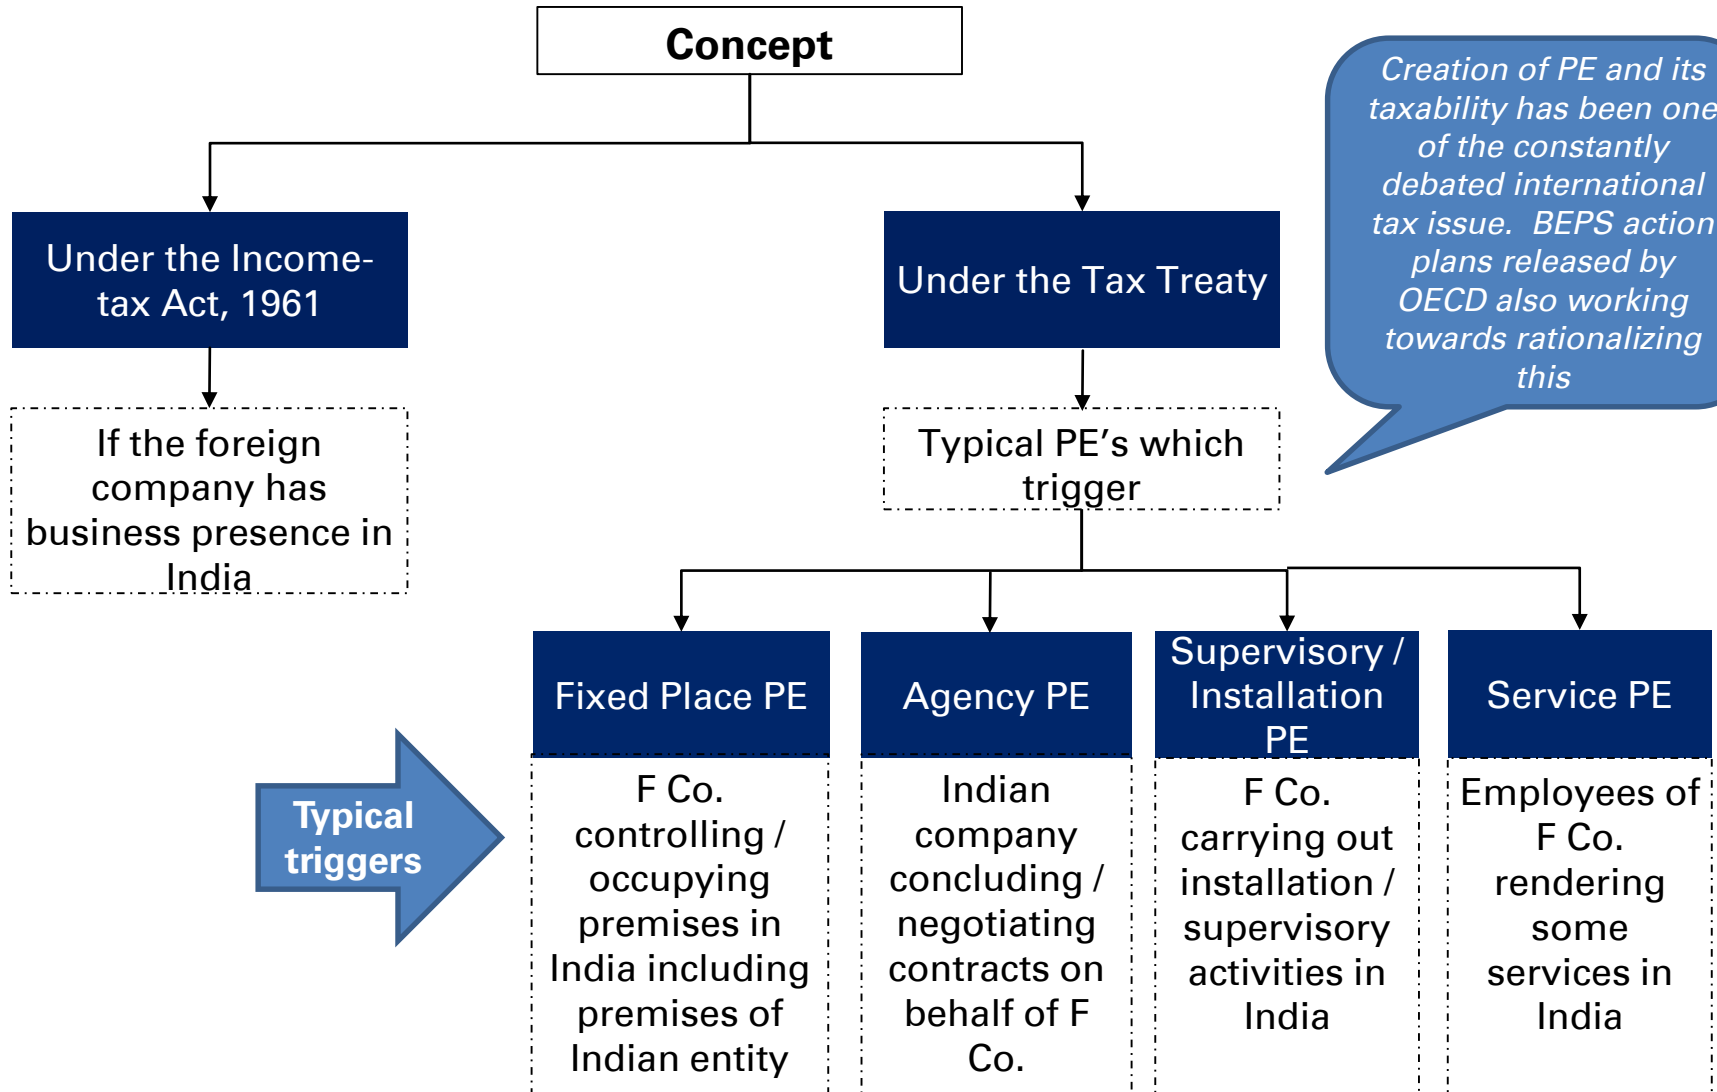 Concept
Creation of PE and its
taxability has been one
of the constantly
debated international
tax issue. BEPS action
plans released by
OECD also working
towards rationalizing
this
Under the Income-
tax Act, 1961
Under the Tax Treaty
If the foreign
company has
business presence in
India
Typical PE's which
trigger
Fixed Place PE
Agency PE
Supervisory /
Installation
PE
Service PE
Typical
triggers
F Co.
controlling /
occupying
premises in
India including
premises of
Indian entity
Indian
company
concluding /
negotiating
contracts on
behalf of F
Co.
F Co.
carrying out
installation /
supervisory
activities in
India
Employees of
F Co.
rendering
some
services in
India